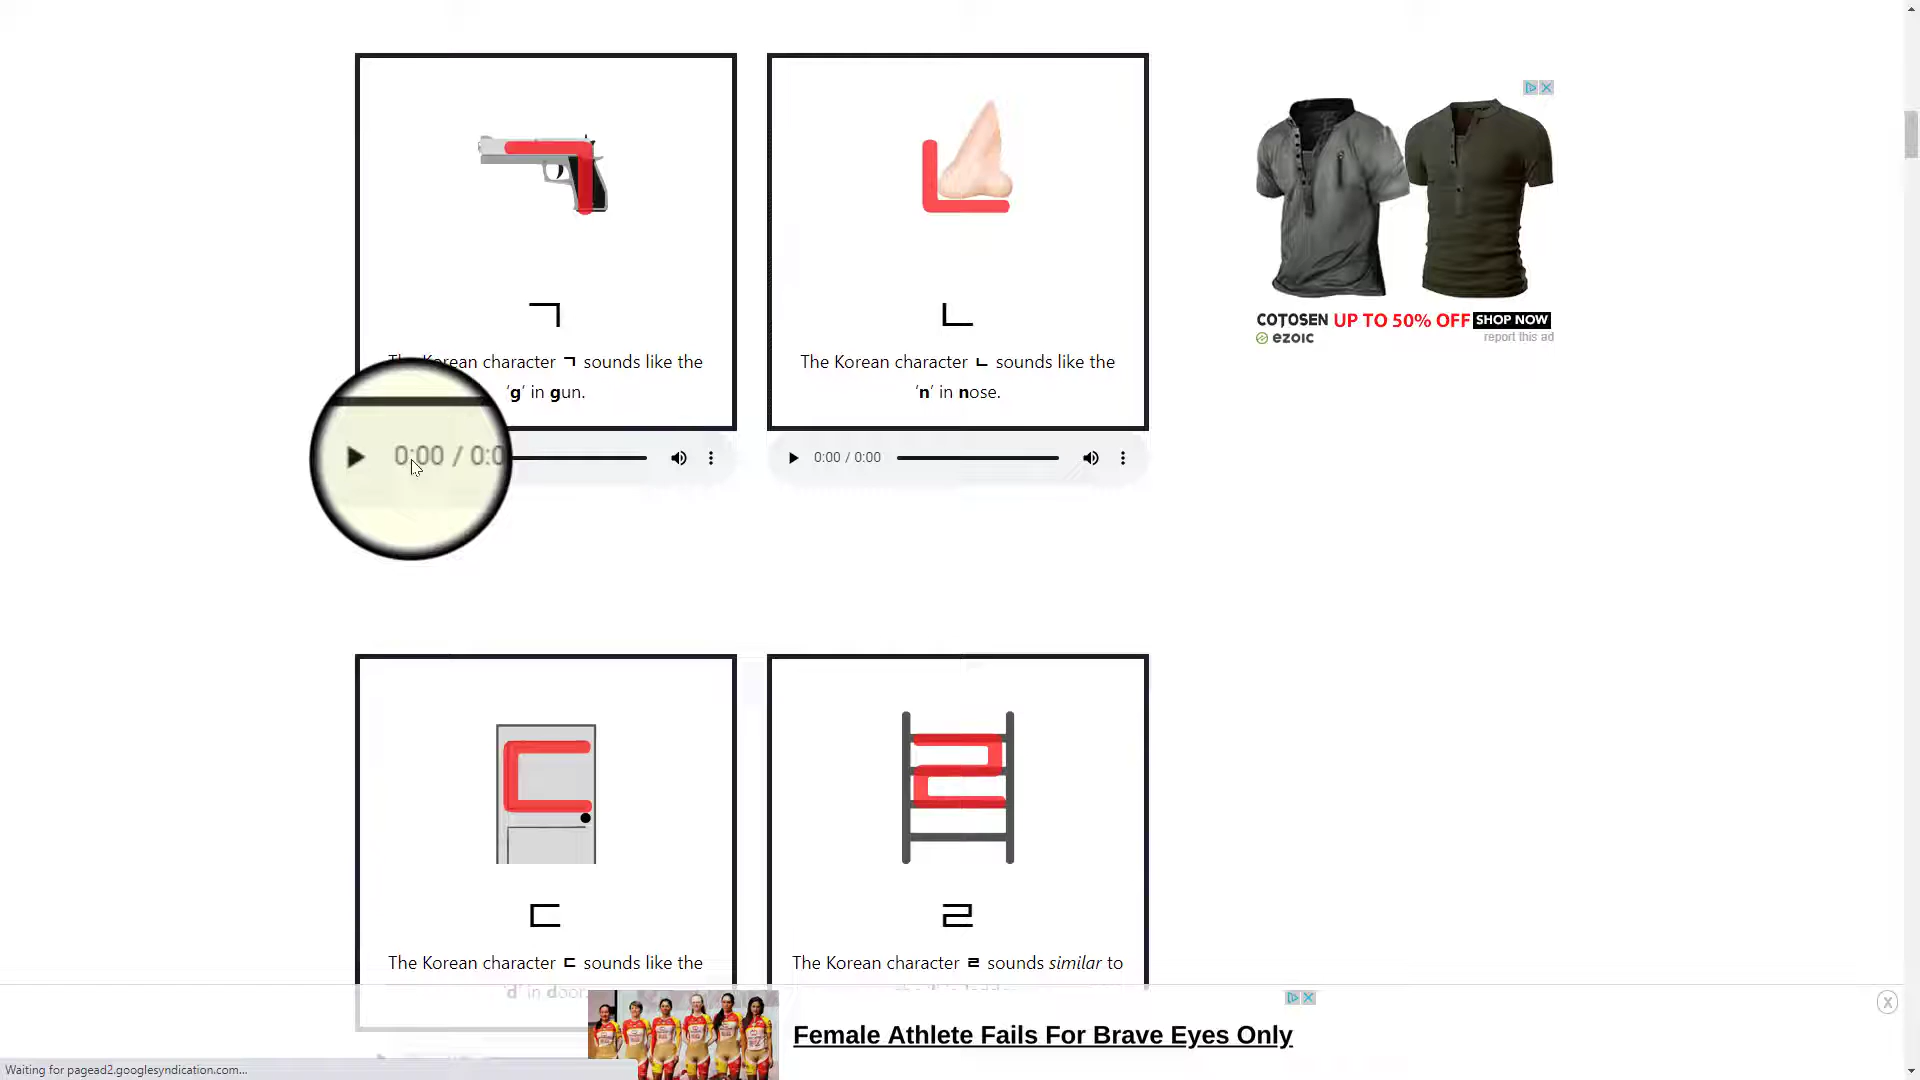 ㄱ
The Korean character ㄱ sounds like the
‘g’ in gun.
0:00 / 0:0
ㄴ
The Korean character ㄴ sounds like the
‘n’ in nose.
0:00 / 0:00
COTOSEN UP TO 50% OFF SHOP NOW
ezoic
report this ad
ㄷ
The Korean character ㄷ sounds like the
‘d’ in door.
ㄹ
The Korean character ㄹ sounds similar to
Female Athlete Fails For Brave Eyes Only
Waiting for pagead2.googlesyndication.com...